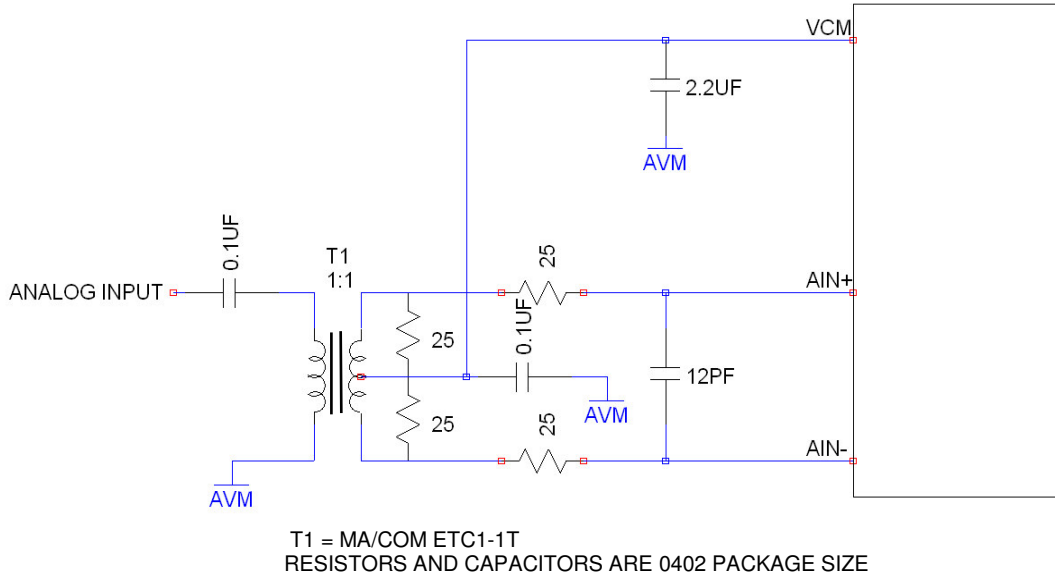 VCM
2.2UF
AVM
0.1UF
T1
1:1
25
ANALOG INPUT
AIN+
0.1UF
25
12PF
AVM
25
25
AIN-
AVM
T1 = MA/COM ETC1-1T
RESISTORS AND CAPACITORS ARE 0402 PACKAGE SIZE